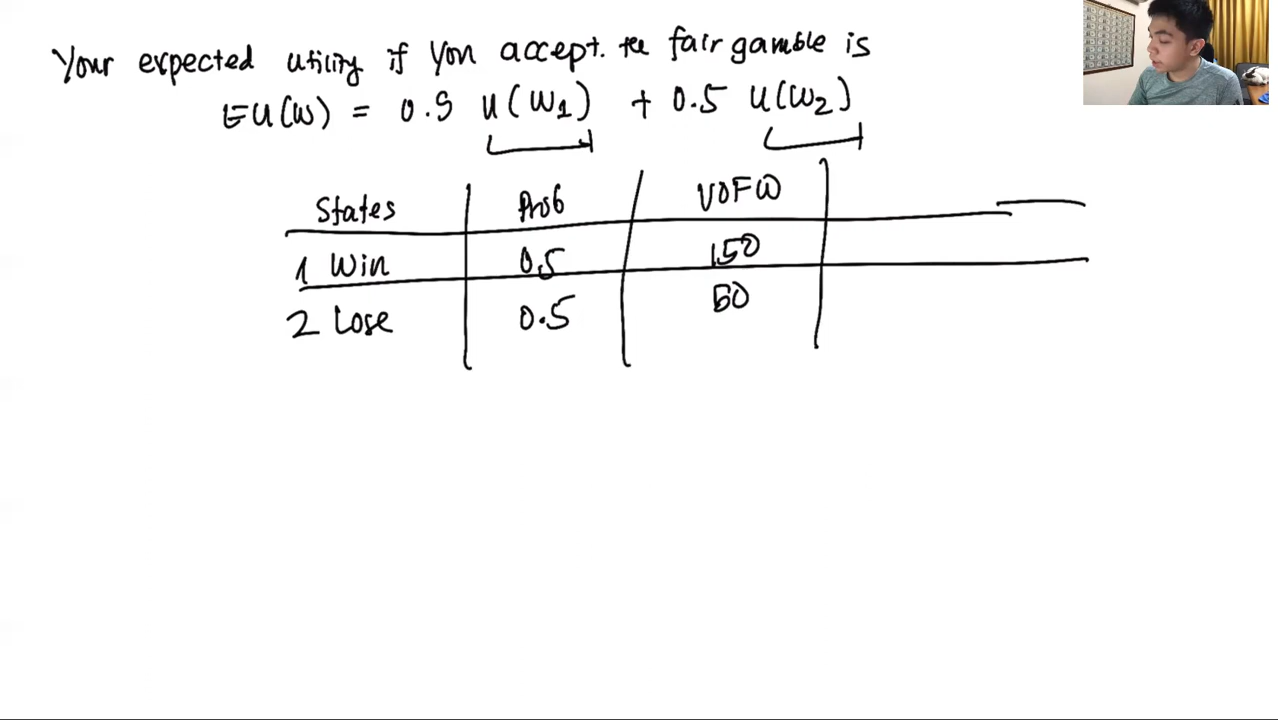 Your expected utility if you accept. the fair gamble is
EU(W) = 0.5 u(W1) + 0.5 U(W2)
States Prob VOFW
1 Win 0.5 150
2 Lose 0.5 50